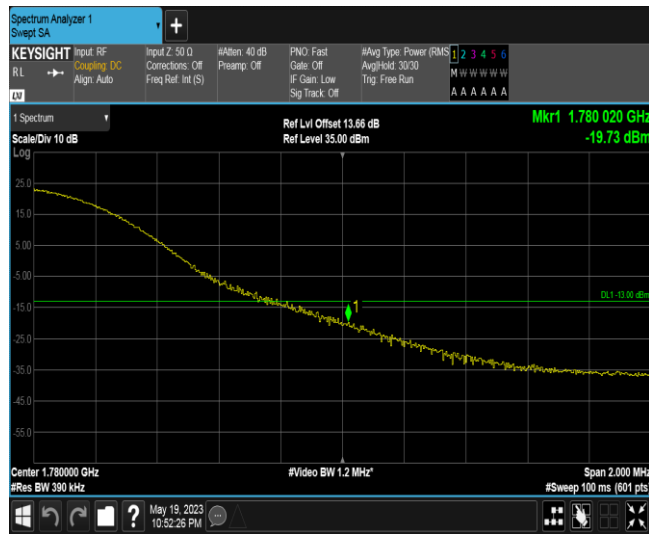 Spectrum Analyzer 1
Swept SA
KEYSIGHT
RL
LXI
Input: RF
Coupling: DC
Align: Auto
Input Z: 50 Ω
Corrections: Off
Freq Ref: Int (S)
#Atten: 40 dB
Preamp: Off
PNO: Fast
Gate: Off
IF Gain: Low
Sig Track: Off
#Avg Type: Power (RMS
Avg|Hold: 30/30
Trig: Free Run
1 2 3 4 5 6
M W W W W W
A A A A A A
1 Spectrum
Scale/Div 10 dB
Ref Lvl Offset 13.66 dB
Ref Level 35.00 dBm
Mkr1 1.780 020 GHz
-19.73 dBm
Log
25.0
15.0
5.00
-5.00
-15.0
-25.0
-35.0
-45.0
-55.0
DL1 -13.00 dBm
1
Center 1.780000 GHz
#Video BW 1.2 MHz*
Span 2.000 MHz
#Res BW 390 kHz
#Sweep 100 ms (601 pts)
?
May 19, 2023
10:52:26 PM